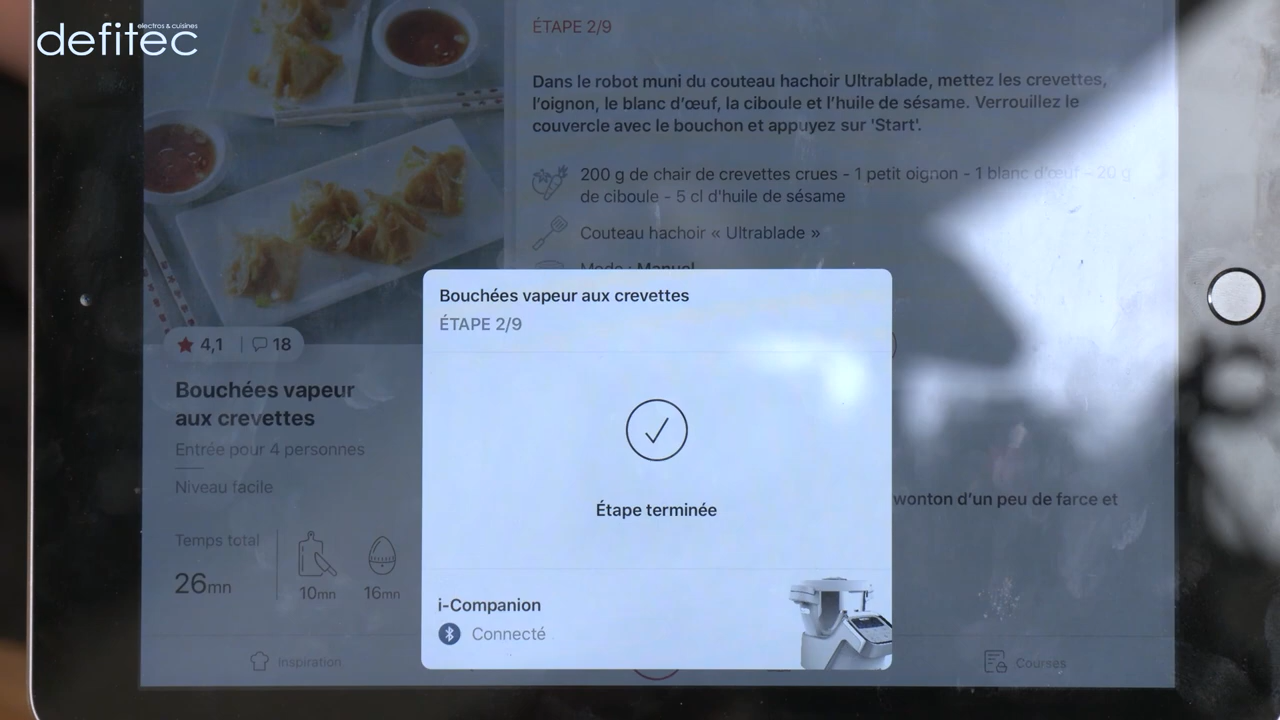 electros & cuisines
defitec
ÉTAPE 2/9
Dans le robot muni du couteau hachoir Ultrablade, mettez les crevettes,
l'oignon, le blanc d'œuf, la ciboule et l'huile de sésame. Verrouillez le
couvercle avec le bouchon et appuyez sur 'Start'.
200 g de chair de crevettes crues - 1 petit oignon - 1 blanc d'œuf - 20 g
de ciboule - 5 cl d'huile de sésame
Couteau hachoir « Ultrablade »
Mode : Manuel
4,1 | 18
Bouchées vapeur
aux crevettes
Entrée pour 4 personnes
Niveau facile
Temps total
26mn
10mn
16mn
Bouchées vapeur aux crevettes
ÉTAPE 2/9
Étape terminée
i-Companion
Connecté
wonton d'un peu de farce et
Inspiration
Courses